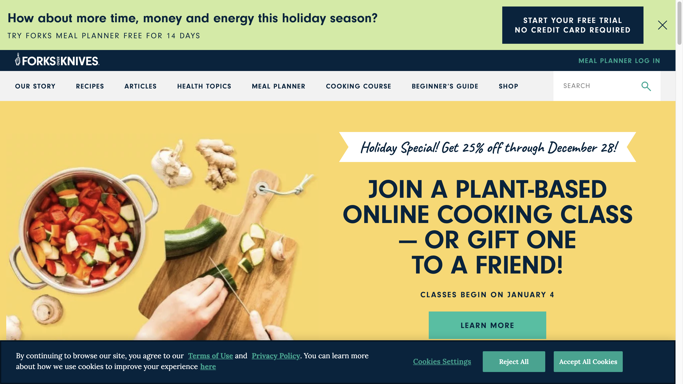 How about more time, money and energy this holiday season?
TRY FORKS MEAL PLANNER FREE FOR 14 DAYS
START YOUR FREE TRIAL
NO CREDIT CARD REQUIRED
FORKS OVER KNIVES
MEAL PLANNER LOG IN
OUR STORY
RECIPES
ARTICLES
HEALTH TOPICS
MEAL PLANNER
COOKING COURSE
BEGINNER'S GUIDE
SHOP
SEARCH
Holiday Special! Get 25% off through December 28!
JOIN A PLANT-BASED
ONLINE COOKING CLASS
— OR GIFT ONE
TO A FRIEND!
CLASSES BEGIN ON JANUARY 4
LEARN MORE
By continuing to browse our site, you agree to our Terms of Use and Privacy Policy. You can learn
more about how we use cookies to improve your experience here
Cookies Settings
Reject All
Accept All Cookies